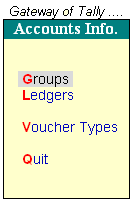 Gateway of Tally ....
Accounts Info.
Groups
Ledgers
Voucher Types
Quit